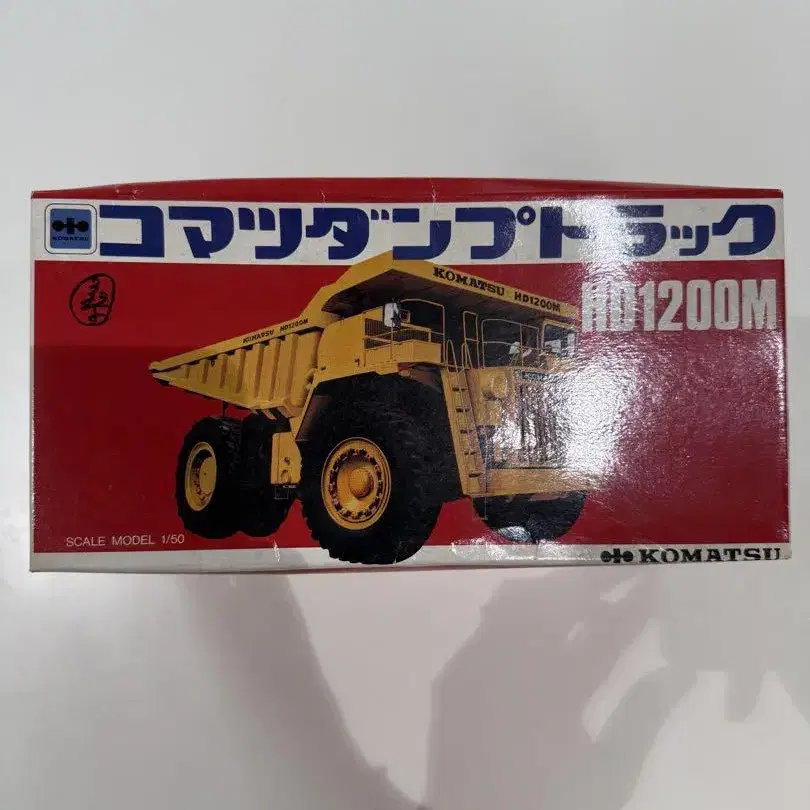 KOMATSU
コマツダンプトラック
HD1200M
KOMATSU HD1200M
KOMATSU HD1200M
SCALE MODEL 1/50
KOMATSU